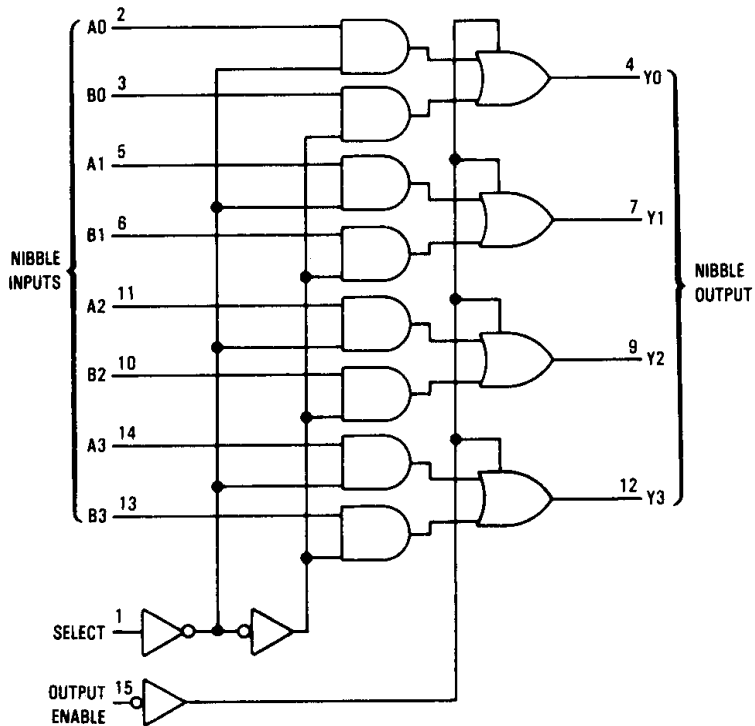 A0 2
B0 3
A1 5
B1 6
A2 11
B2 10
A3 14
B3 13
NIBBLE
INPUTS
4 Y0
7 Y1
9 Y2
12 Y3
NIBBLE
OUTPUT
SELECT 1
OUTPUT
ENABLE
15